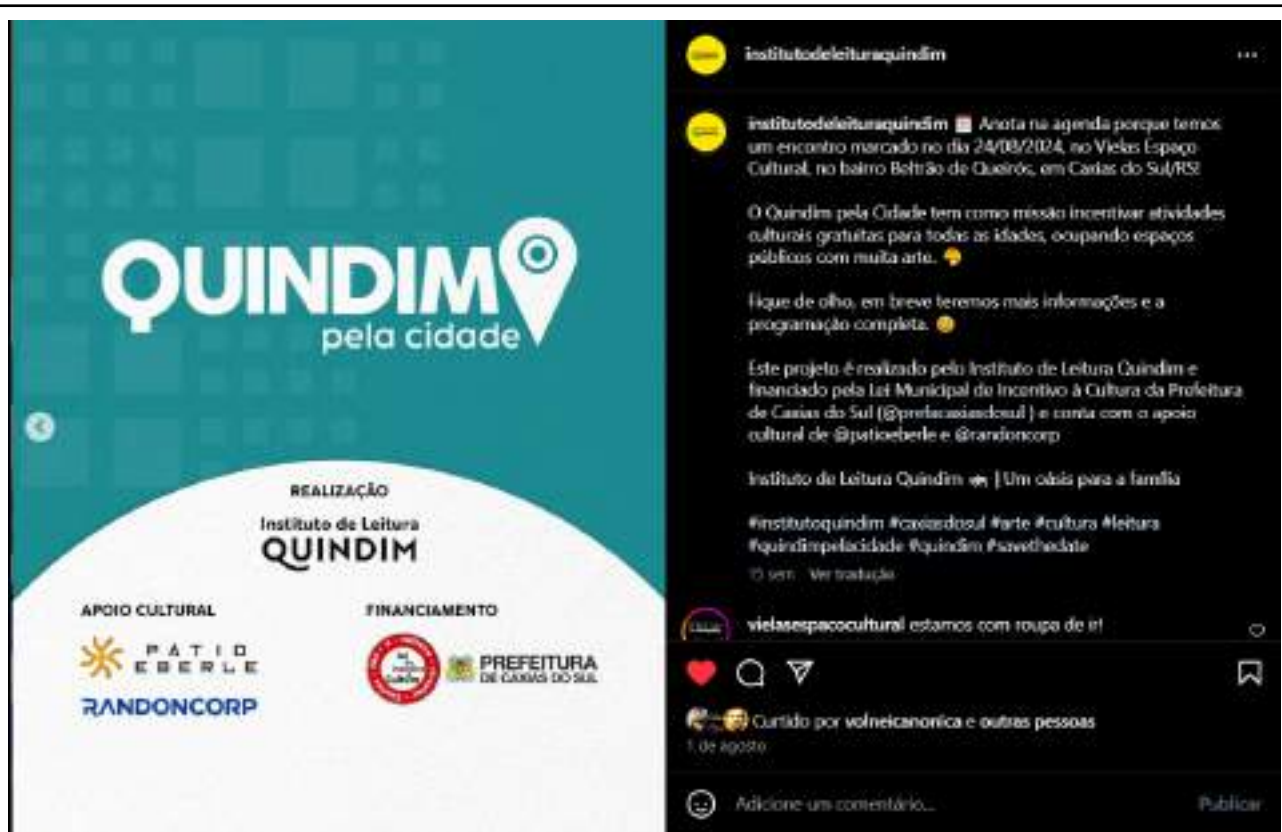 QUINDIM
pela cidade
REALIZAÇÃO
Instituto de Leitura
QUINDIM
APOIO CULTURAL
PÁTIO
EBERLE
RANDONCORP
FINANCIAMENTO
PREFEITURA
DE CAXIAS DO SUL
institutodeleituraquindim
institutodeleituraquindim Anota na agenda porque temos
um encontro marcado no dia 24/08/2024, no Vielas Espaço
Cultural, no bairro Beltrão de Queirós, em Caxias do Sul/RS!
O Quindim pela Cidade tem como missão incentivar atividades
culturais gratuitas para todas as idades, ocupando espaços
públicos com muita arte.
Fique de olho, em breve teremos mais informações e a
programação completa.
Este projeto é realizado pelo Instituto de Leitura Quindim e
financiado pela Lei Municipal de Incentivo à Cultura da Prefeitura
de Caxias do Sul (@prefacaxiasdosul ) e conta com o apoio
cultural de @patioeberle e @randoncorp
Instituto de Leitura Quindim | Um oásis para a família
#institutoquindim #caxiasdosul #arte #cultura #leitura
#quindimpelacidade #quindim #savethedate
15 sem Ver tradução
vielasespacocultural estamos com roupa de ir!
Curtido por volneicanonica e outras pessoas
1 de agosto
Adicione um comentário...
Publicar